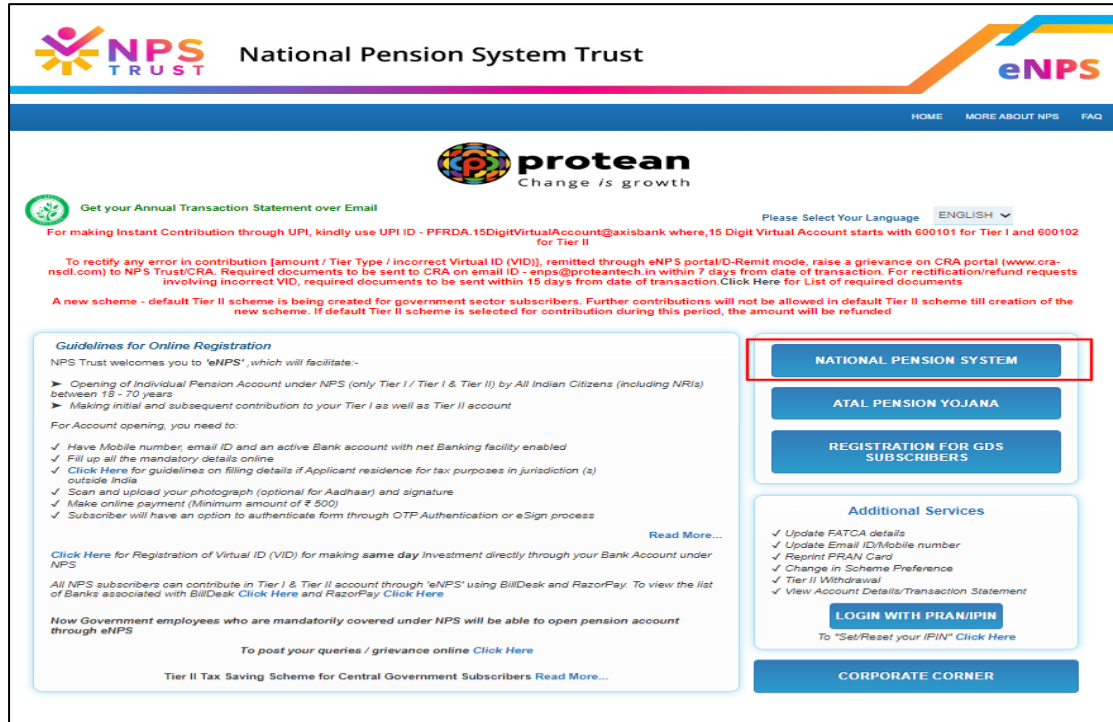 NPS
TRUST
National Pension System Trust
eNPS
HOME MORE ABOUT NPS FAQ
protean
Change is growth
Get your Annual Transaction Statement over Email
Please Select Your Language ENGLISH
For making Instant Contribution through UPI, kindly use UPI ID - PFRDA.15DigitVirtualAccount@axisbank where,15 Digit Virtual Account starts with 600101 for Tier I and 600102
for Tier II
To rectify any error in contribution [amount / Tier Type / incorrect Virtual ID (VID)], remitted through eNPS portal/D-Remit mode, raise a grievance on CRA portal (www.cra-
nsdl.com) to NPS Trust/CRA. Required documents to be sent to CRA on email ID - enps@proteantech.in within 7 days from date of transaction. For rectification/refund requests
involving incorrect VID, required documents to be sent within 15 days from date of transaction.Click Here for List of required documents
A new scheme - default Tier II scheme is being created for government sector subscribers. Further contributions will not be allowed in default Tier II scheme till creation of the
new scheme. If default Tier II scheme is selected for contribution during this period, the amount will be refunded
Guidelines for Online Registration
NPS Trust welcomes you to 'eNPS' ,which will facilitate:-
➤ Opening of Individual Pension Account under NPS (only Tier I / Tier I & Tier II) by All Indian Citizens (including NRIs)
between 18 - 70 years
➤ Making initial and subsequent contribution to your Tier I as well as Tier II account
For Account opening, you need to:
✓ Have Mobile number, email ID and an active Bank account with net Banking facility enabled
✓ Fill up all the mandatory details online
✓ Click Here for guidelines on filling details if Applicant residence for tax purposes in jurisdiction (s)
outside India
✓ Scan and upload your photograph (optional for Aadhaar) and signature
✓ Make online payment (Minimum amount of ₹ 500)
✓ Subscriber will have an option to authenticate form through OTP Authentication or eSign process
Read More...
Click Here for Registration of Virtual ID (VID) for making same day Investment directly through your Bank Account under
NPS
All NPS subscribers can contribute in Tier I & Tier II account through 'eNPS' using BillDesk and RazorPay. To view the list
of Banks associated with BillDesk Click Here and RazorPay Click Here
Now Government employees who are mandatorily covered under NPS will be able to open pension account
through eNPS
To post your queries / grievance online Click Here
Tier II Tax Saving Scheme for Central Government Subscribers Read More...
NATIONAL PENSION SYSTEM
ATAL PENSION YOJANA
REGISTRATION FOR GDS
SUBSCRIBERS
Additional Services
✓ Update FATCA details
✓ Update Email ID/Mobile number
✓ Reprint PRAN Card
✓ Change in Scheme Preference
✓ Tier II Withdrawal
✓ View Account Details/Transaction Statement
LOGIN WITH PRAN/IPIN
To "Set/Reset your IPIN" Click Here
CORPORATE CORNER